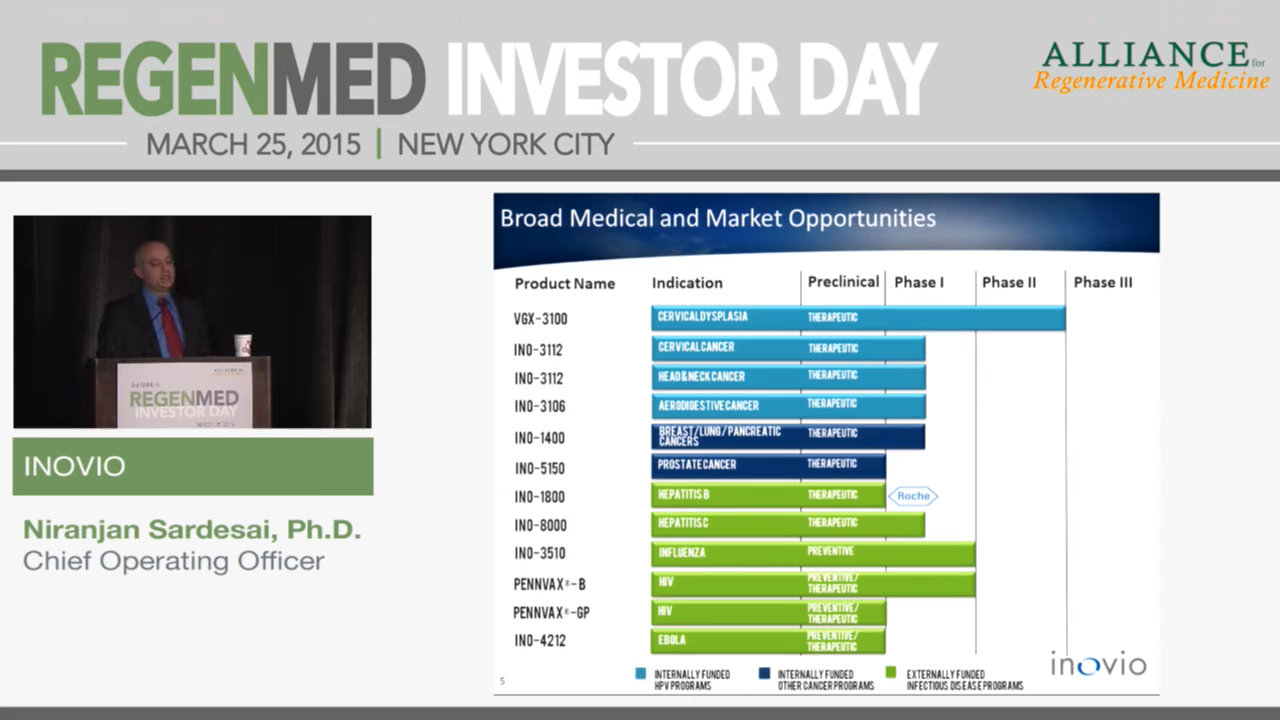 REGENMED INVESTOR DAY
MARCH 25, 2015 | NEW YORK CITY
ALLIANCE for
Regenerative Medicine
REGENMED
INVESTOR DAY
INOVIO
Niranjan Sardesai, Ph.D.
Chief Operating Officer
Broad Medical and Market Opportunities
Product Name Indication Preclinical Phase I Phase II Phase III
VGX-3100 CERVICAL DYSPLASIA THERAPEUTIC
INO-3112 CERVICAL CANCER THERAPEUTIC
INO-3112 HEAD & NECK CANCER THERAPEUTIC
INO-3106 AERODIGESTIVE CANCER THERAPEUTIC
INO-1400 BREAST / LUNG / PANCREATIC CANCERS THERAPEUTIC
INO-5150 PROSTATE CANCER THERAPEUTIC
INO-1800 HEPATITIS B THERAPEUTIC Roche
INO-8000 HEPATITIS C THERAPEUTIC
INO-3510 INFLUENZA PREVENTIVE
PENNVAX®-B HIV PREVENTIVE/ THERAPEUTIC
PENNVAX®-GP HIV PREVENTIVE/ THERAPEUTIC
INO-4212 EBOLA PREVENTIVE/ THERAPEUTIC
INTERNALLY FUNDED
HPV PROGRAMS
INTERNALLY FUNDED
OTHER CANCER PROGRAMS
EXTERNALLY FUNDED
INFECTIOUS DISEASE PROGRAMS
inovio
5